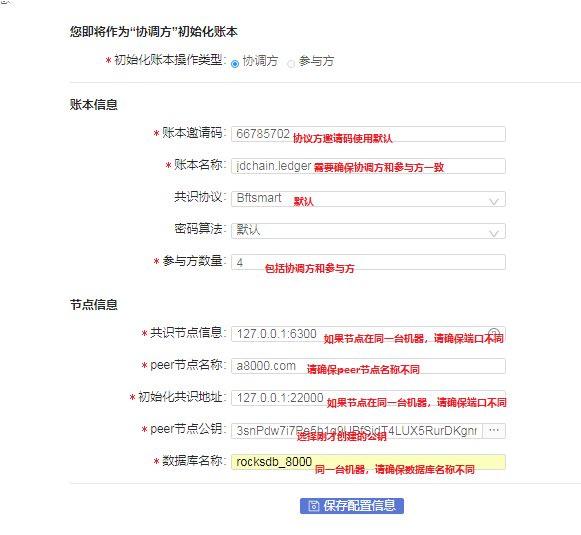 您即将作为“协调方”初始化账本
*初始化账本操作类型: 协调方 参与方
账本信息
*账本邀请码: 66785702 协议方邀请码使用默认
*账本名称: jdchain.ledger 需要确保协调方和参与方一致
共识协议: Bftsmart 默认
密码算法: 默认
*参与方数量: 4 包括协调方和参与方
节点信息
*共识节点信息: 127.0.0.1:6300 如果节点在同一台机器，请确保端口不同
*peer节点名称: a8000.com 请确保peer节点名称不同
*初始化共识地址: 127.0.0.1:22000 如果节点在同一台机器，请确保端口不同
*peer节点公钥: 选择刚才创建的公钥 ...
*数据库名称: rocksdb_8000 同一台机器，请确保数据库名称不同
保存配置信息